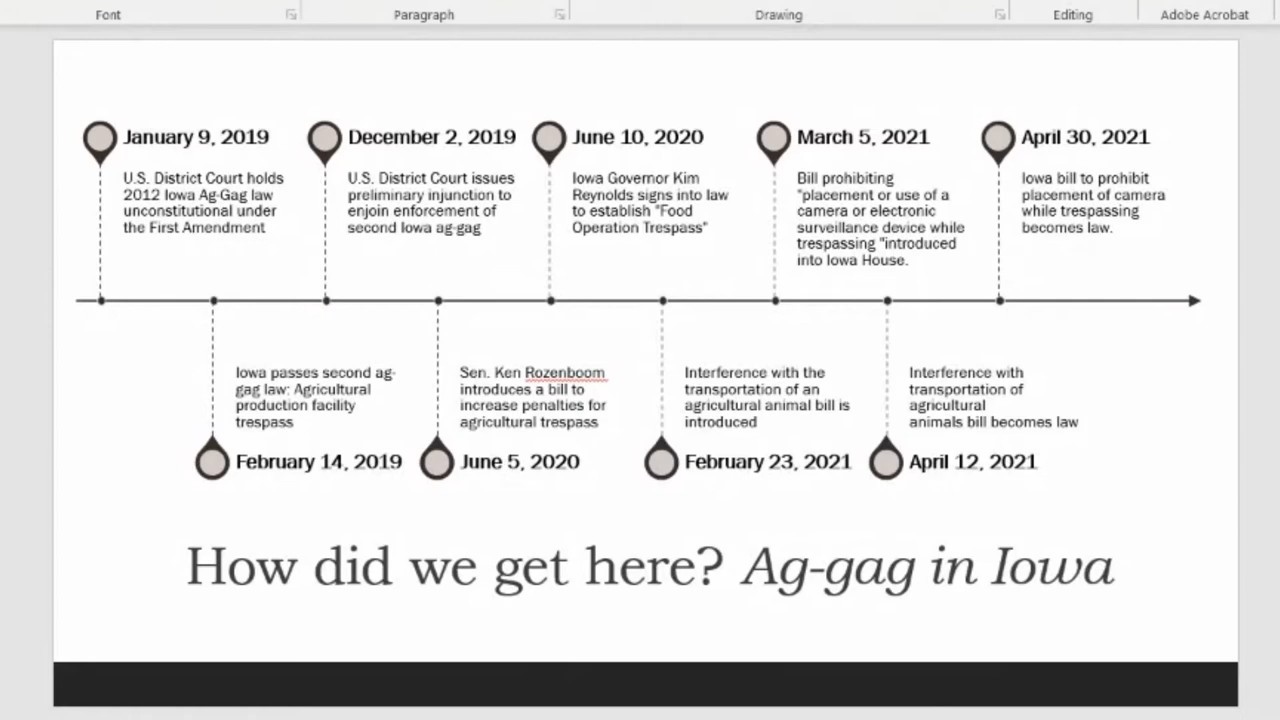 Font
Paragraph
Drawing
Editing
Adobe Acrobat
January 9, 2019
U.S. District Court holds
2012 Iowa Ag-Gag law
unconstitutional under
the First Amendment
December 2, 2019
U.S. District Court issues
preliminary injunction to
enjoin enforcement of
second Iowa ag-gag
June 10, 2020
Iowa Governor Kim
Reynolds signs into law
to establish "Food
Operation Trespass"
March 5, 2021
Bill prohibiting
"placement or use of a
camera or electronic
surveillance device while
trespassing "introduced
into Iowa House.
April 30, 2021
Iowa bill to prohibit
placement of camera
while trespassing
becomes law.
Iowa passes second ag-
gag law: Agricultural
production facility
trespass
February 14, 2019
Sen. Ken Rozenboom
introduces a bill to
increase penalties for
agricultural trespass
June 5, 2020
Interference with the
transportation of an
agricultural animal bill is
introduced
February 23, 2021
Interference with
transportation of
agricultural
animals bill becomes law
April 12, 2021
How did we get here? Ag-gag in Iowa